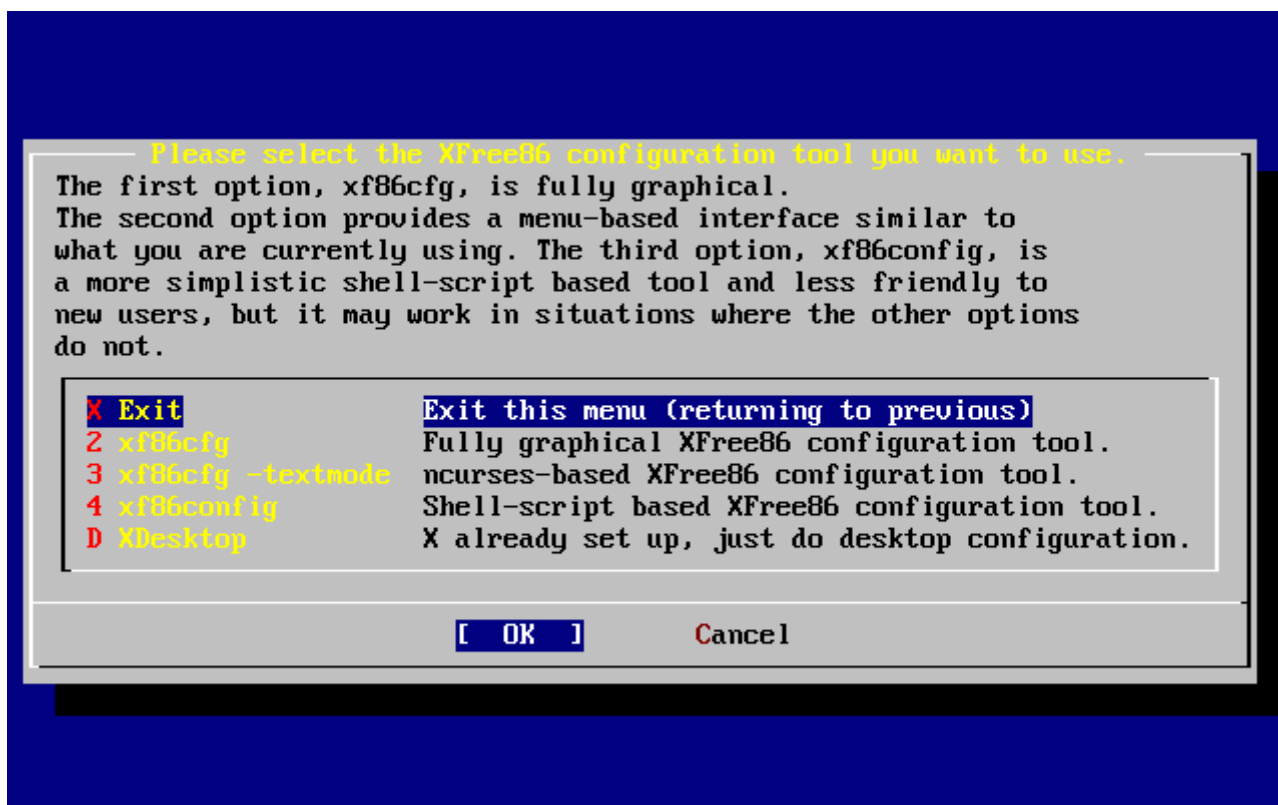 Please select the XFree86 configuration tool you want to use.
The first option, xf86cfg, is fully graphical.
The second option provides a menu-based interface similar to
what you are currently using. The third option, xf86config, is
a more simplistic shell-script based tool and less friendly to
new users, but it may work in situations where the other options
do not.
X Exit Exit this menu (returning to previous)
2 xf86cfg Fully graphical XFree86 configuration tool.
3 xf86cfg -textmode ncurses-based XFree86 configuration tool.
4 xf86config Shell-script based XFree86 configuration tool.
D XDesktop X already set up, just do desktop configuration.
[ OK ] Cancel